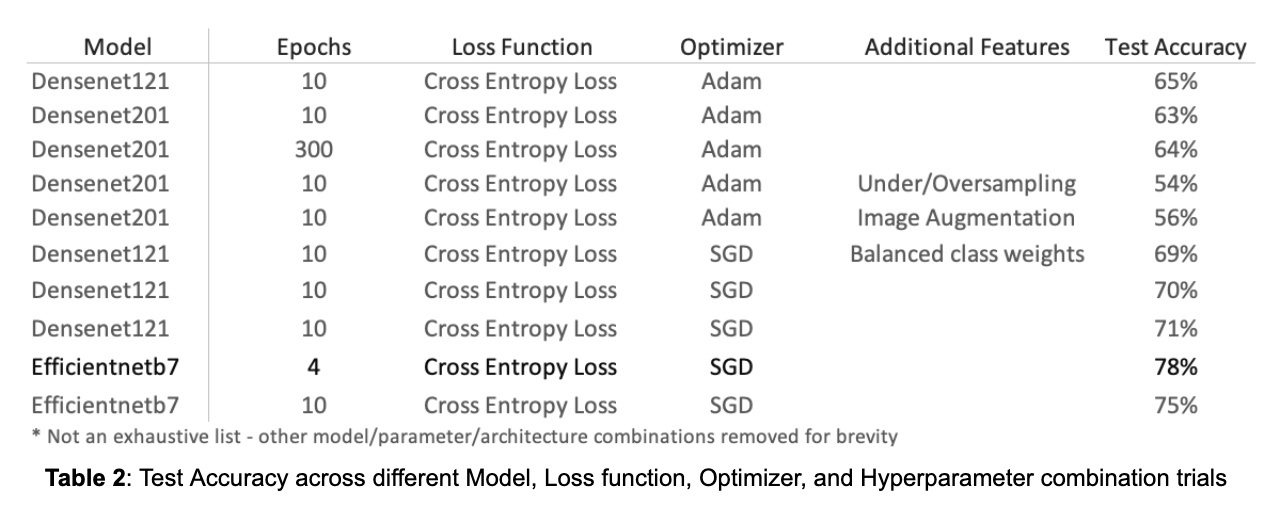 Model Epochs Loss Function Optimizer Additional Features Test Accuracy
Densenet121 10 Cross Entropy Loss Adam 65%
Densenet201 10 Cross Entropy Loss Adam 63%
Densenet201 300 Cross Entropy Loss Adam 64%
Densenet201 10 Cross Entropy Loss Adam Under/Oversampling 54%
Densenet201 10 Cross Entropy Loss Adam Image Augmentation 56%
Densenet121 10 Cross Entropy Loss SGD Balanced class weights 69%
Densenet121 10 Cross Entropy Loss SGD 70%
Densenet121 10 Cross Entropy Loss SGD 71%
Efficientnetb7 4 Cross Entropy Loss SGD 78%
Efficientnetb7 10 Cross Entropy Loss SGD 75%
* Not an exhaustive list - other model/parameter/architecture combinations removed for brevity
Table 2: Test Accuracy across different Model, Loss function, Optimizer, and Hyperparameter combination trials